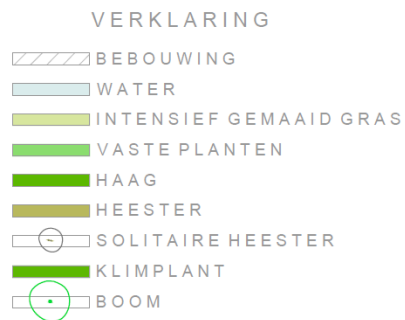 VERKLARING
BEBOUWING
WATER
INTENSIEF GEMAAID GRAS
VASTE PLANTEN
HAAG
HEESTER
SOLITAIRE HEESTER
KLIMPLANT
BOOM